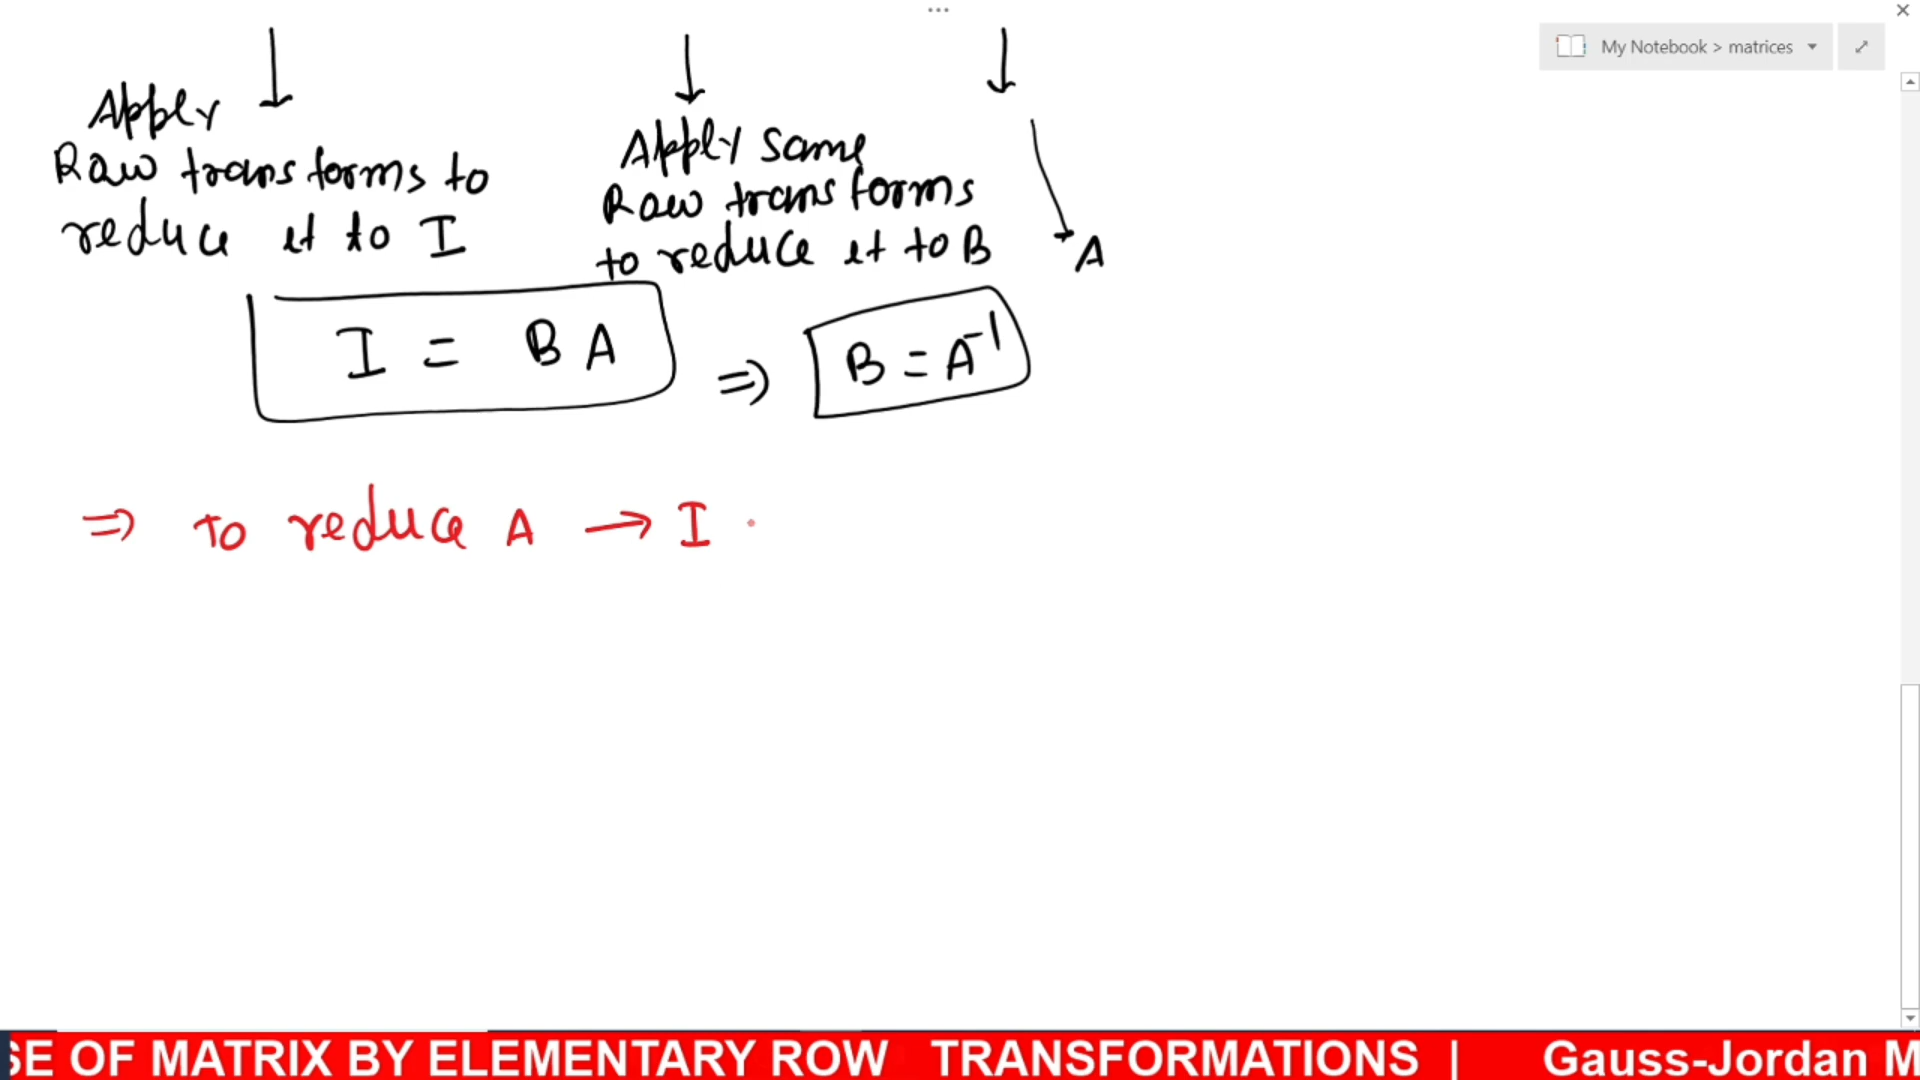 My Notebook > matrices
Apply
Raw transforms to
reduce it to I
Apply same
Raw transforms
to reduce it to B
A
I = B A
⇒
B = A⁻¹
⇒ To reduce A → I
SE OF MATRIX BY ELEMENTARY ROW TRANSFORMATIONS | Gauss-Jordan M